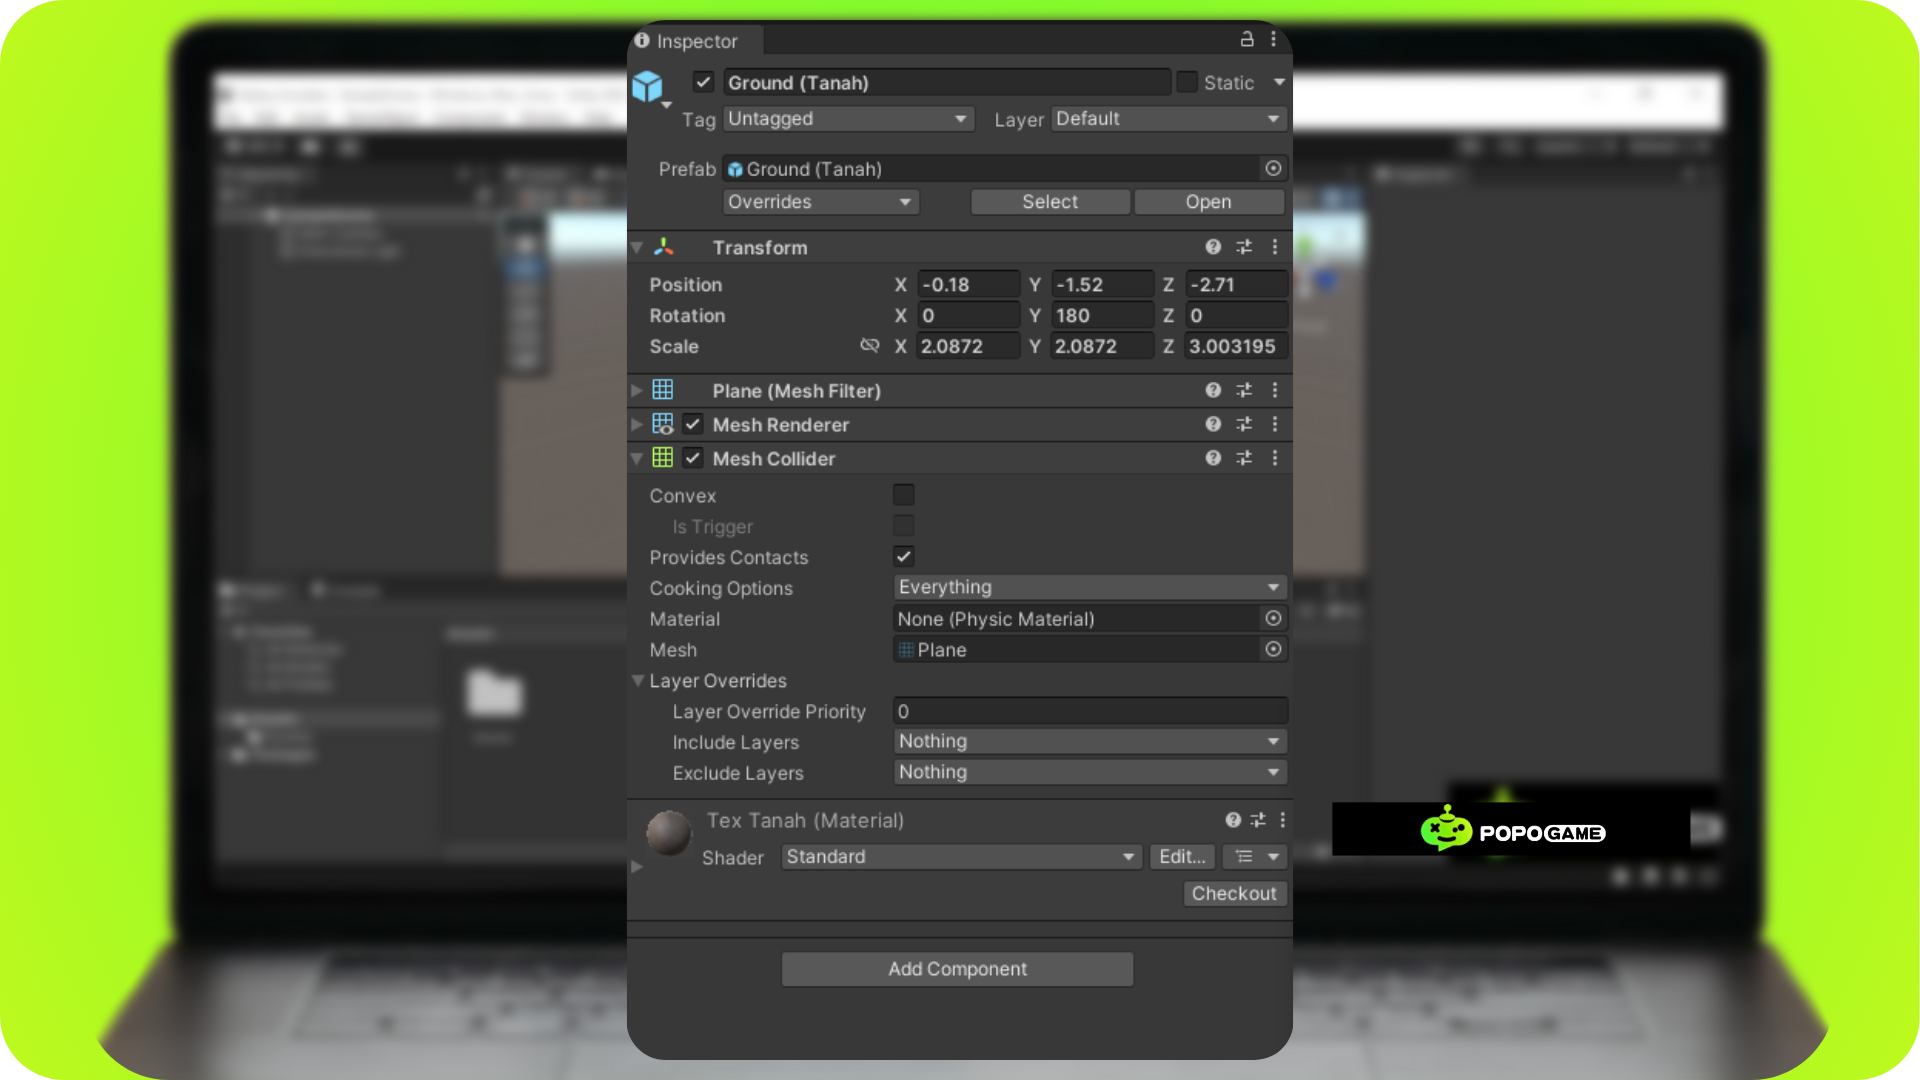 Inspector
Ground (Tanah)
Static
Tag Untagged Layer Default
Prefab Ground (Tanah)
Overrides Select Open
Transform
Position X -0.18 Y -1.52 Z -2.71
Rotation X 0 Y 180 Z 0
Scale X 2.0872 Y 2.0872 Z 3.003195
Plane (Mesh Filter)
Mesh Renderer
Mesh Collider
Convex
Is Trigger
Provides Contacts
Cooking Options Everything
Material None (Physic Material)
Mesh Plane
Layer Overrides
Layer Override Priority 0
Include Layers Nothing
Exclude Layers Nothing
Tex Tanah (Material)
Shader Standard Edit...
Checkout
Add Component
POPOGAME